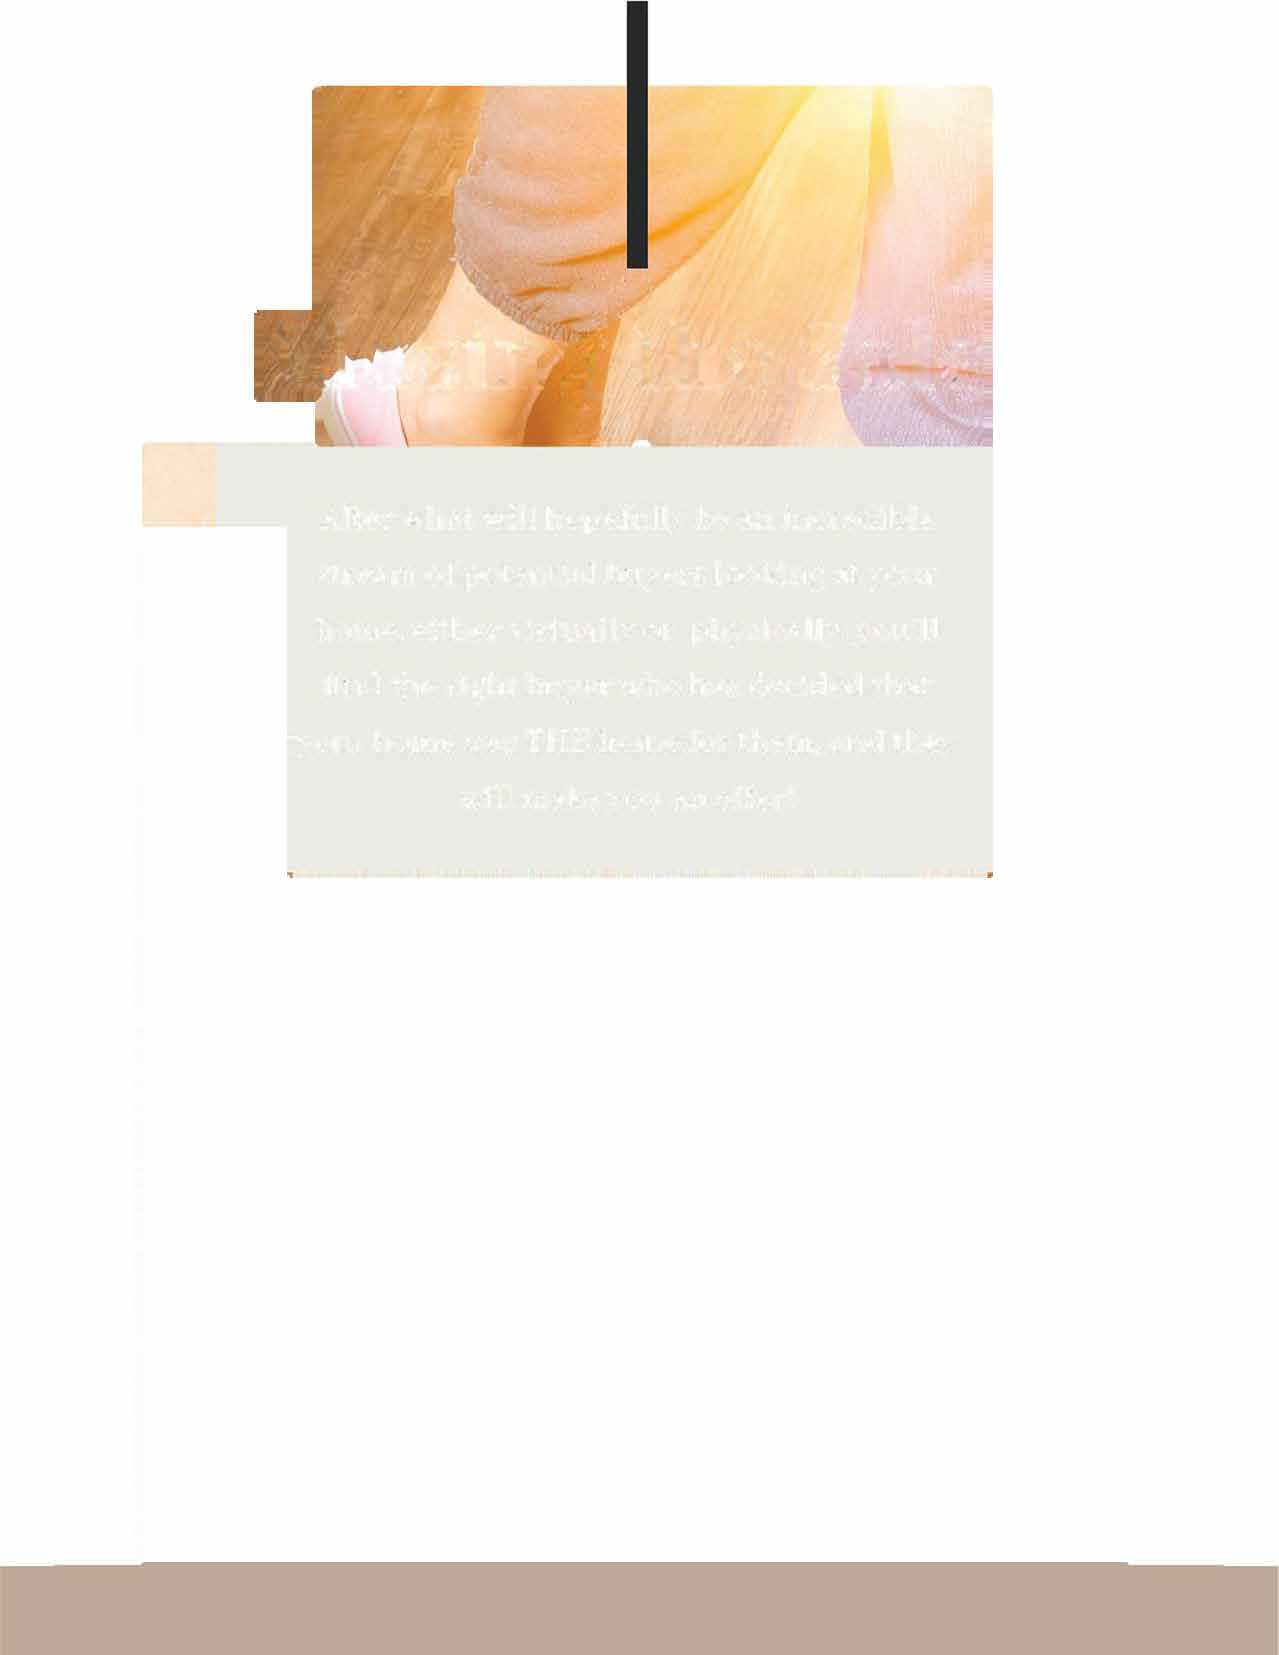 After what will hopefully be an incredible
stream of potential buyers looking at your
home, either virtually or physically, you'll
find the right buyer who has decided that
your home was THE home for them, and they
will make you an offer!